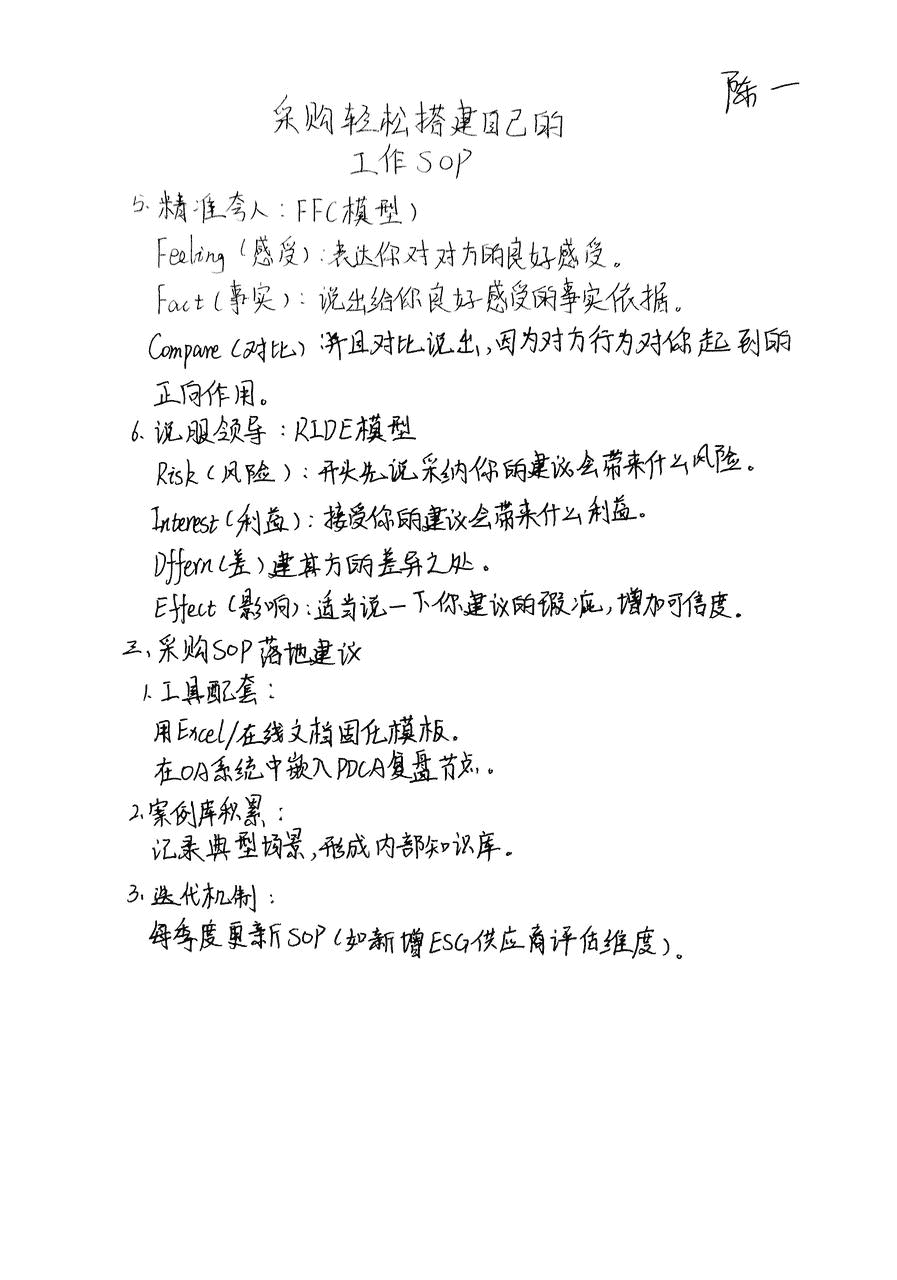 陈一
采购轻松搭建自己的
工作SOP
5. 精准夸人：FFC模型）
Feeling（感受）：表达你对对方的良好感受。
Fact（事实）：说出给你良好感受的事实依据。
Compare（对比）：并且对比说出，因为对方行为对你起到的
正向作用。
6. 说服领导：RIDE模型
Risk（风险）：开头先说采纳你的建议会带来什么风险。
Interest（利益）：接受你的建议会带来什么利益。
Dffern（差）建其方的差异之处。
Effect（影响）：适当说一下你建议的瑕疵，增加可信度。
三、采购SOP落地建议
1. 工具配套：
用Excel/在线文档固化模板。
在OA系统中嵌入PDCA复盘节点。
2. 案例库积累：
记录典型场景，形成内部知识库。
3. 迭代机制：
每季度更新SOP（如新增ESG供应商评估维度）。